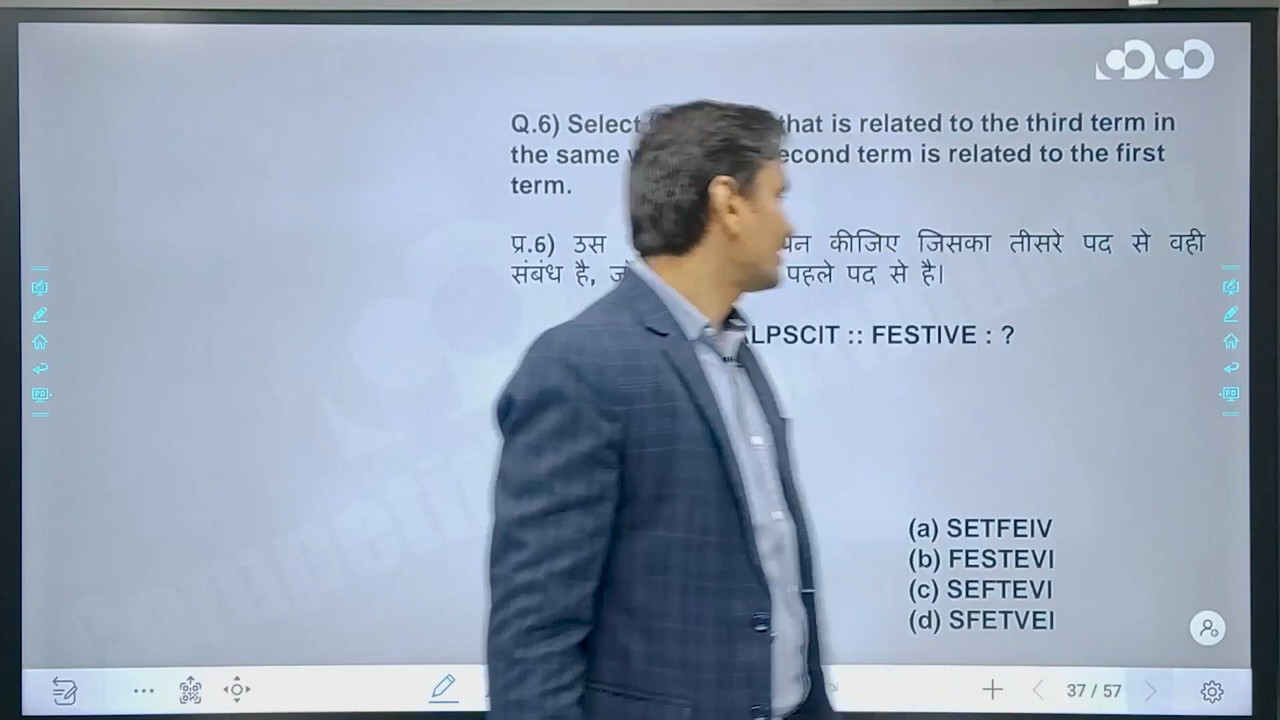 Q.6) Select that is related to the third term in
the same second term is related to the first
term.
प्र.6) उस कीजिए जिसका तीसरे पद से वही
संबंध है, पहले पद से है।
LPSCIT :: FESTIVE : ?
(a) SETFEIV
(b) FESTEVI
(c) SEFTEVI
(d) SFETVEI
37 / 57